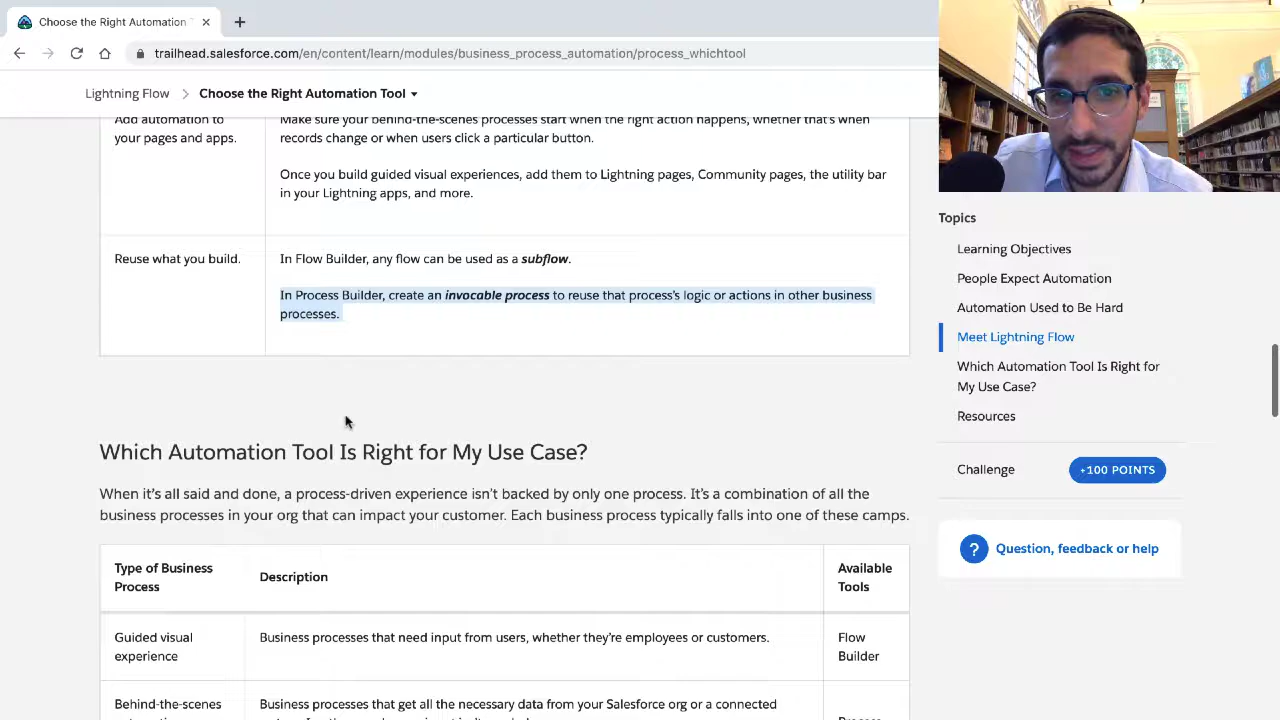 Choose the Right Automation
trailhead.salesforce.com/en/content/learn/modules/business_process_automation/process_whichtool
Lightning Flow > Choose the Right Automation Tool
Add automation to
your pages and apps.
Make sure your behind-the-scenes processes start when the right action happens, whether that's when
records change or when users click a particular button.
Once you build guided visual experiences, add them to Lightning pages, Community pages, the utility bar
in your Lightning apps, and more.
Reuse what you build.
In Flow Builder, any flow can be used as a subflow.
In Process Builder, create an invocable process to reuse that process's logic or actions in other business
processes.
Which Automation Tool Is Right for My Use Case?
When it's all said and done, a process-driven experience isn't backed by only one process. It's a combination of all the
business processes in your org that can impact your customer. Each business process typically falls into one of these camps.
Type of Business
Process
Description
Available
Tools
Guided visual
experience
Business processes that need input from users, whether they're employees or customers.
Flow
Builder
Behind-the-scenes
Business processes that get all the necessary data from your Salesforce org or a connected
Topics
Learning Objectives
People Expect Automation
Automation Used to Be Hard
Meet Lightning Flow
Which Automation Tool Is Right for
My Use Case?
Resources
Challenge
+100 POINTS
? Question, feedback or help